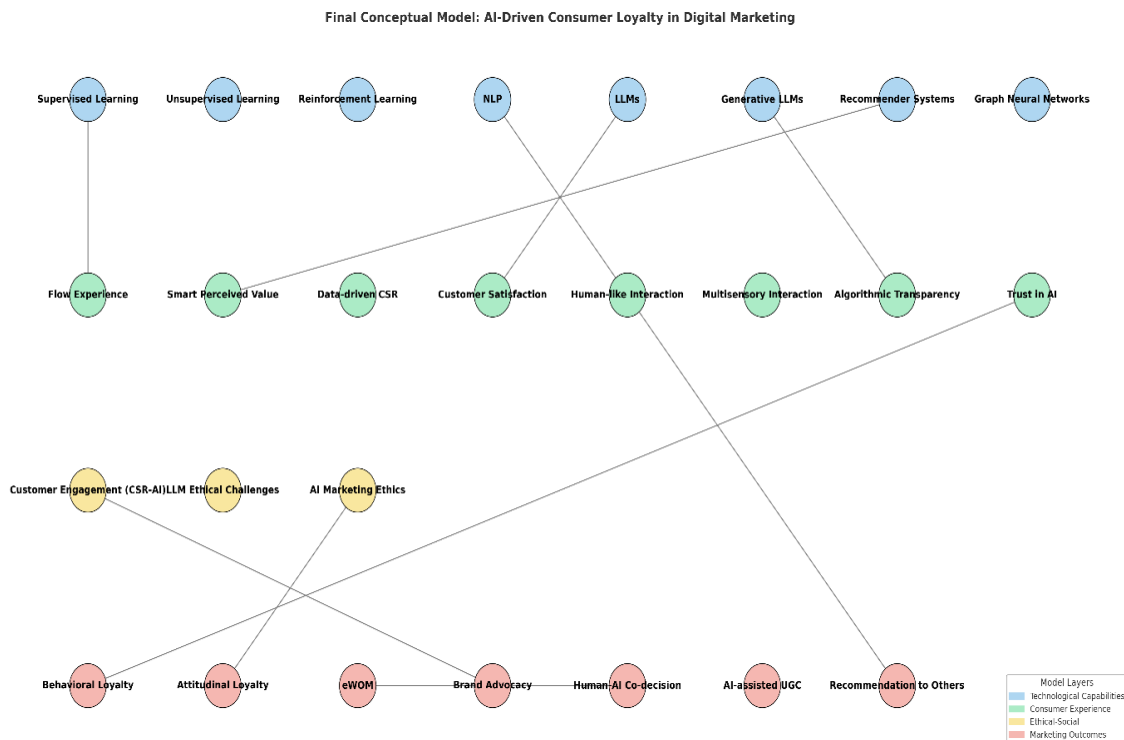 Final Conceptual Model: AI-Driven Consumer Loyalty in Digital Marketing
Supervised Learning
Unsupervised Learning
Reinforcement Learning
NLP
LLMs
Generative LLMs
Recommender Systems
Graph Neural Networks
Flow Experience
Smart Perceived Value
Data-driven CSR
Customer Satisfaction
Human-like Interaction
Multisensory Interaction
Algorithmic Transparency
Trust in AI
Customer Engagement (CSR-AI)
LLM Ethical Challenges
AI Marketing Ethics
Behavioral Loyalty
Attitudinal Loyalty
eWOM
Brand Advocacy
Human-AI Co-decision
AI-assisted UGC
Recommendation to Others
Model Layers
Technological Capabilities
Consumer Experience
Ethical-Social
Marketing Outcomes